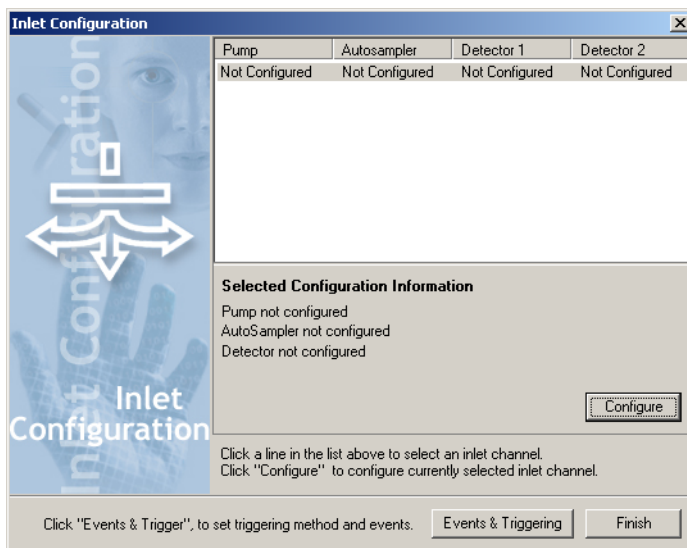 Inlet Configuration
Inlet Configuration
Inlet
Configuration
Pump Autosampler Detector 1 Detector 2
Not Configured Not Configured Not Configured Not Configured
Selected Configuration Information
Pump not configured
AutoSampler not configured
Detector not configured
Configure
Click a line in the list above to select an inlet channel.
Click "Configure" to configure currently selected inlet channel.
Click "Events & Trigger", to set triggering method and events.
Events & Triggering
Finish